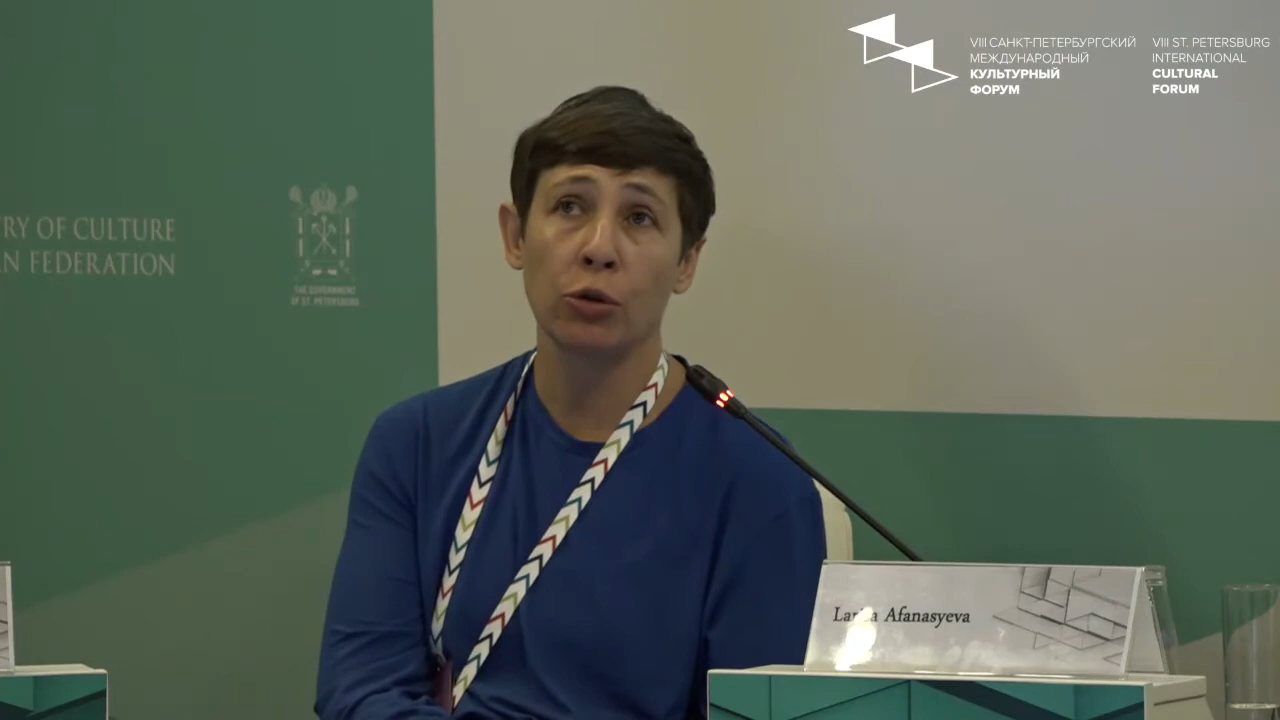 VIII САНКТ-ПЕТЕРБУРГСКИЙ
МЕЖДУНАРОДНЫЙ
КУЛЬТУРНЫЙ
ФОРУМ
VIII ST. PETERSBURG
INTERNATIONAL
CULTURAL
FORUM
RY OF CULTURE
N FEDERATION
THE GOVERNMENT
OF ST. PETERSBURG
Larisa Afanasyeva